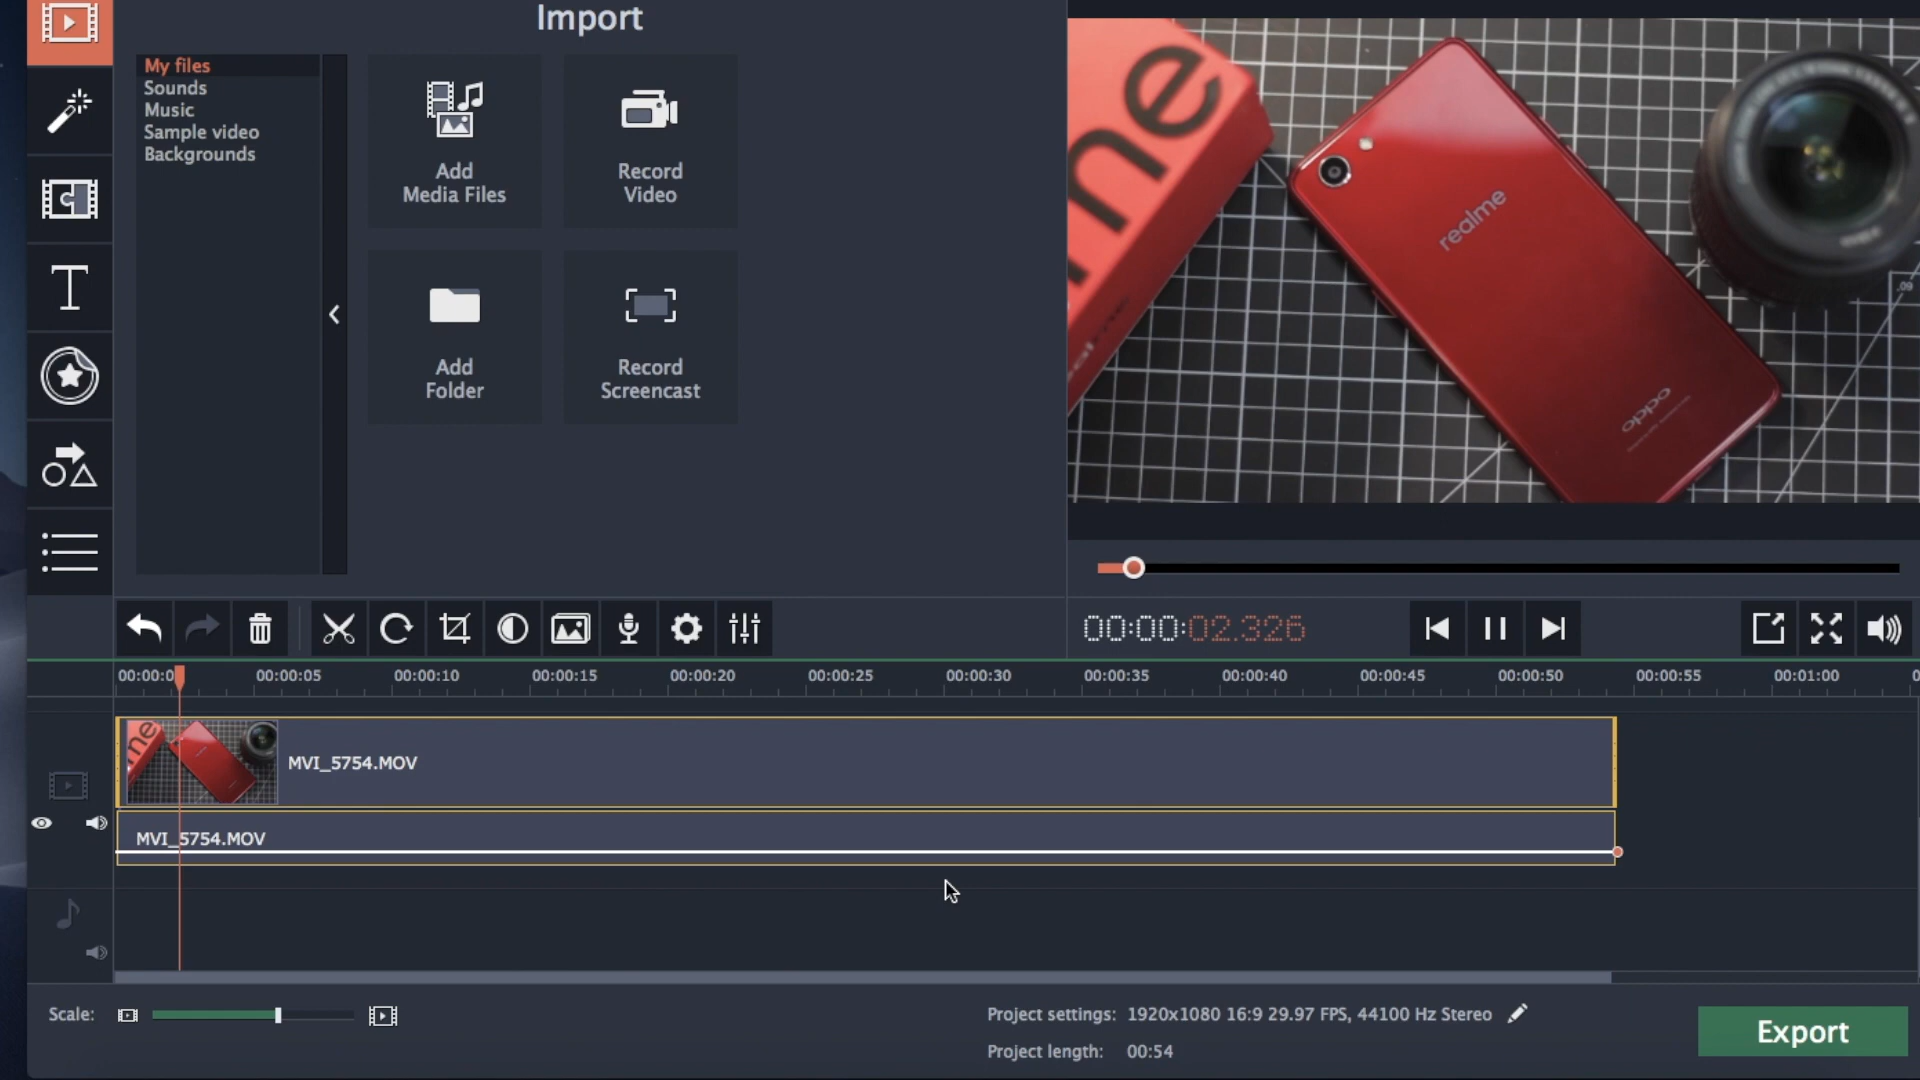 Import
My files
Sounds
Music
Sample video
Backgrounds
Add
Media Files
Record
Video
Add
Folder
Record
Screencast
me
realme
oppo
.09
00:00:02.326
00:00:0
00:00:05
00:00:10
00:00:15
00:00:20
00:00:25
00:00:30
00:00:35
00:00:40
00:00:45
00:00:50
00:00:55
00:01:00
0
me
MVI_5754.MOV
MVI_5754.MOV
Scale:
Project settings: 1920x1080 16:9 29.97 FPS, 44100 Hz Stereo
Project length: 00:54
Export